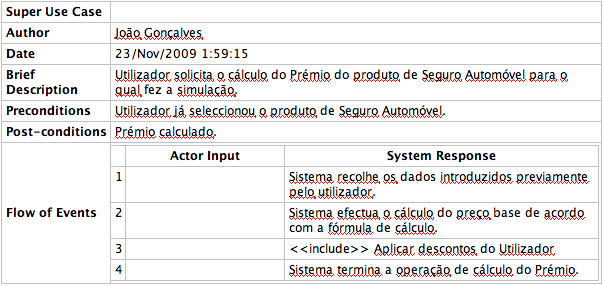 Super Use Case
Author João Gonçalves
Date 23/Nov/2009 1:59:15
Brief Description Utilizador solicita o cálculo do Prémio do produto de Seguro Automóvel para o
qual fez a simulação.
Preconditions Utilizador já seleccionou o produto de Seguro Automóvel.
Post-conditions Prémio calculado.
Flow of Events
Actor Input System Response
1 Sistema recolhe os dados introduzidos previamente
pelo utilizador.
2 Sistema efectua o cálculo do preço base de acordo
com a fórmula de cálculo.
3 <<include>> Aplicar descontos do Utilizador
4 Sistema termina a operação de cálculo do Prémio.